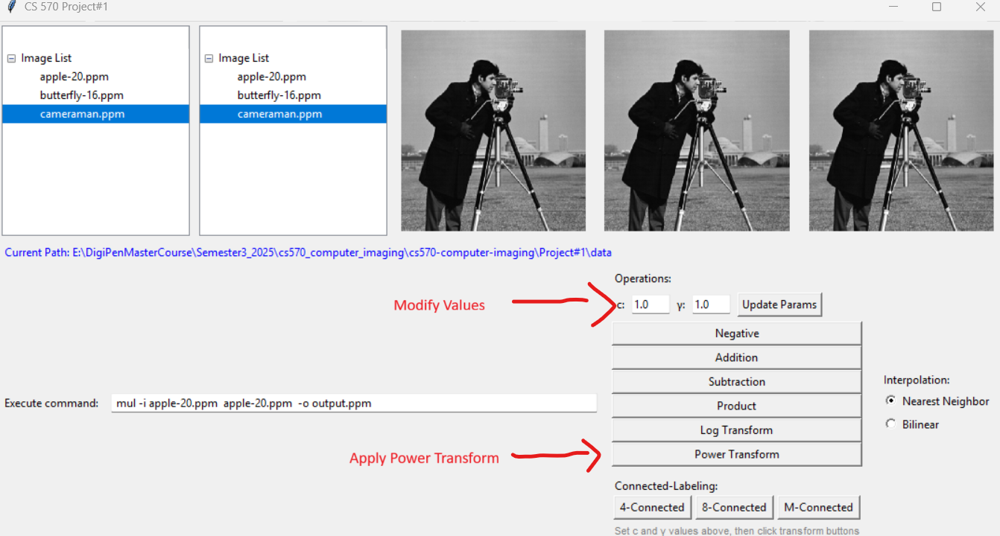 CS 570 Project#1
Image List
apple-20.ppm
butterfly-16.ppm
cameraman.ppm
Image List
apple-20.ppm
butterfly-16.ppm
cameraman.ppm
Current Path: E:\DigiPenMasterCourse\Semester3_2025\cs570_computer_imaging\cs570-computer-imaging\Project#1\data
Operations:
Modify Values
c: 1.0 γ: 1.0 Update Params
Negative
Addition
Subtraction
Interpolation:
Execute command: mul -i apple-20.ppm  apple-20.ppm  -o output.ppm
Product
Nearest Neighbor
Bilinear
Log Transform
Apply Power Transform
Power Transform
Connected-Labeling:
4-Connected 8-Connected M-Connected
Set c and γ values above, then click transform buttons